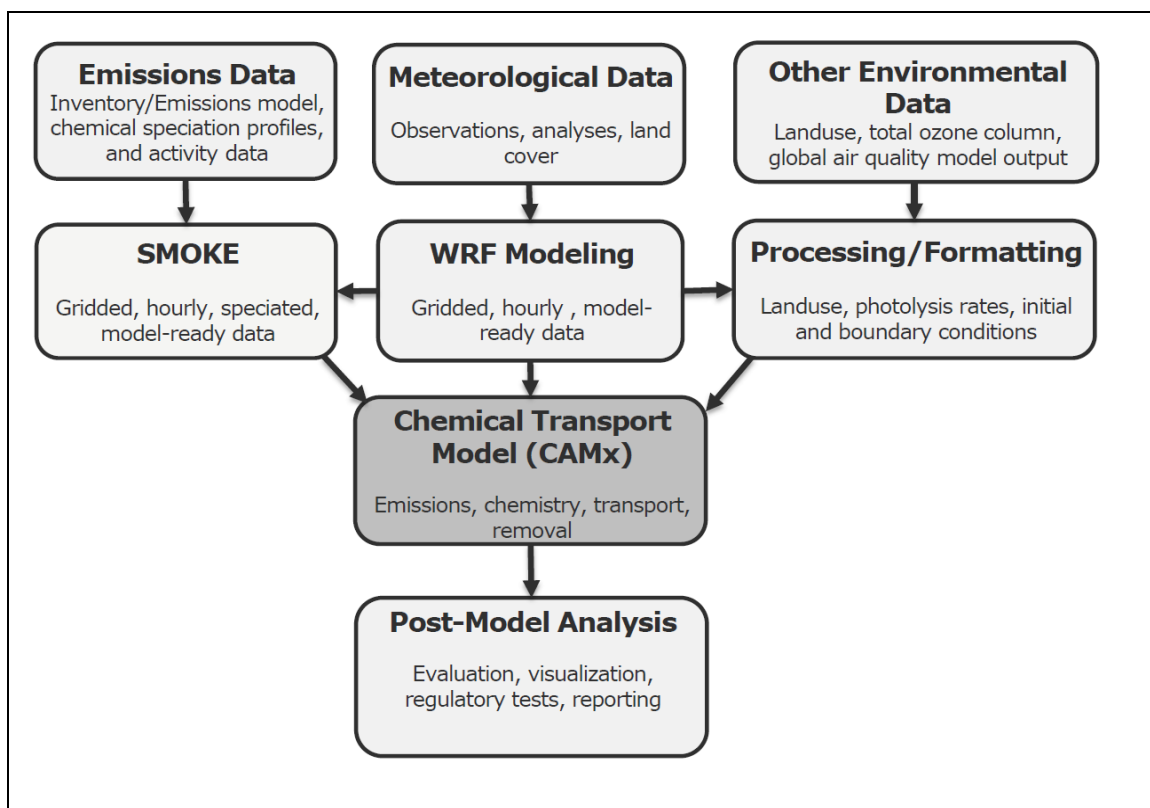 Emissions Data
Inventory/Emissions model,
chemical speciation profiles,
and activity data
Meteorological Data
Observations, analyses, land
cover
Other Environmental
Data
Landuse, total ozone column,
global air quality model output
SMOKE
Gridded, hourly, speciated,
model-ready data
WRF Modeling
Gridded, hourly , model-
ready data
Processing/Formatting
Landuse, photolysis rates, initial
and boundary conditions
Chemical Transport
Model (CAMx)
Emissions, chemistry, transport,
removal
Post-Model Analysis
Evaluation, visualization,
regulatory tests, reporting